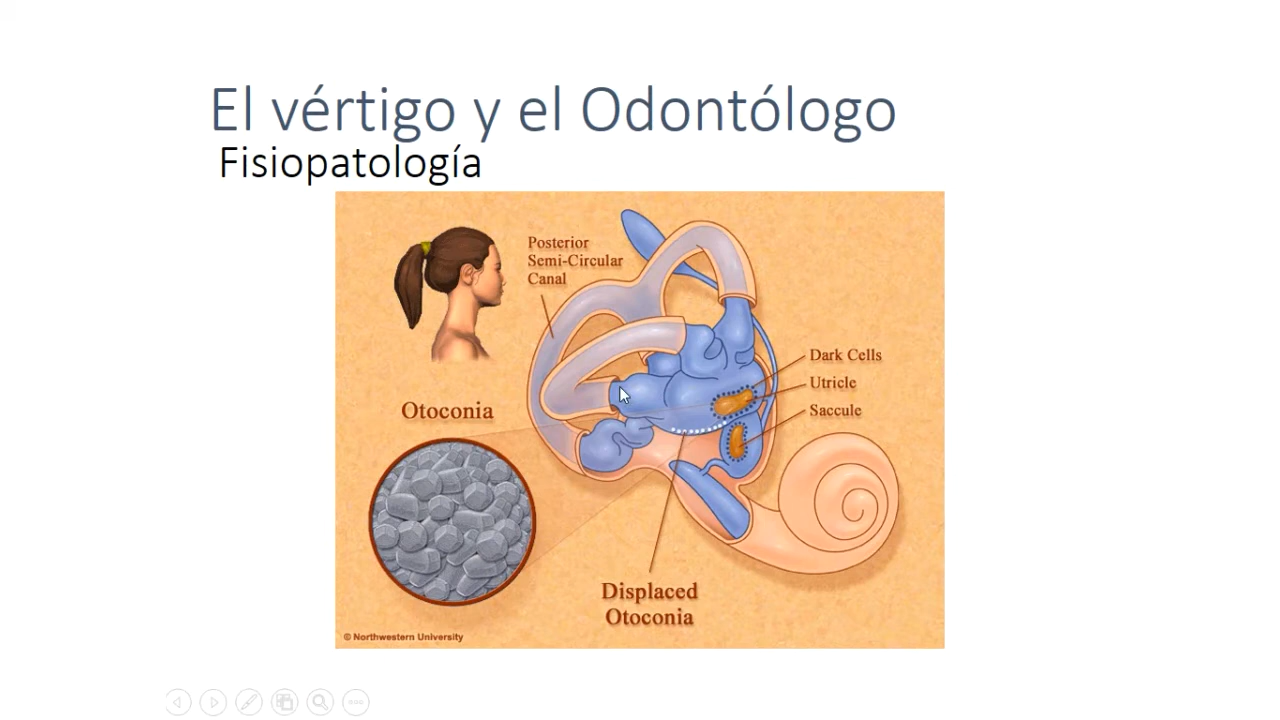 El vértigo y el Odontólogo
Fisiopatología
Posterior
Semi-Circular
Canal
Dark Cells
Utricle
Saccule
Otoconia
Displaced
Otoconia
© Northwestern University